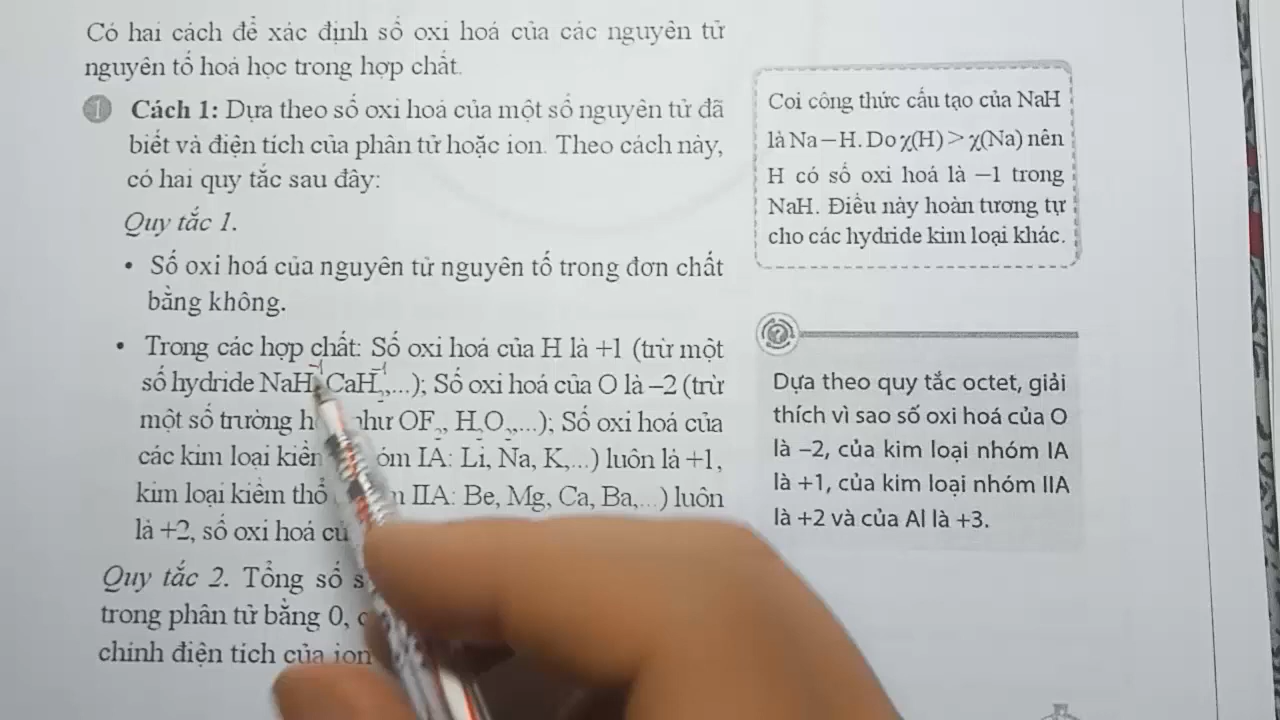 Có hai cách để xác định số oxi hoá của các nguyên tử
nguyên tố hoá học trong hợp chất.
1 Cách 1: Dựa theo số oxi hoá của một số nguyên tử đã
biết và điện tích của phân tử hoặc ion. Theo cách này,
có hai quy tắc sau đây:
Quy tắc 1.
• Số oxi hoá của nguyên tử nguyên tố trong đơn chất
bằng không.
• Trong các hợp chất: Số oxi hoá của H là +1 (trừ một
số hydride NaH, CaH₂,...); Số oxi hoá của O là –2 (trừ
một số trường như OF₂, H₂O₂,...); Số oxi hoá của
các kim loại IA: Li, Na, K,...) luôn là +1,
kim loại kiềm thổ IIA: Be, Mg, Ca, Ba,...) luôn
là +2, số oxi hoá
Quy tắc 2. Tổng số
trong phân tử bằng 0,
chính điện tích của ion
-1 -1
Coi công thức cấu tạo của NaH
là Na – H. Do χ(H) > χ(Na) nên
H có số oxi hoá là –1 trong
NaH. Điều này hoàn tương tự
cho các hydride kim loại khác.
?
Dựa theo quy tắc octet, giải
thích vì sao số oxi hoá của O
là –2, của kim loại nhóm IA
là +1, của kim loại nhóm IIA
là +2 và của Al là +3.